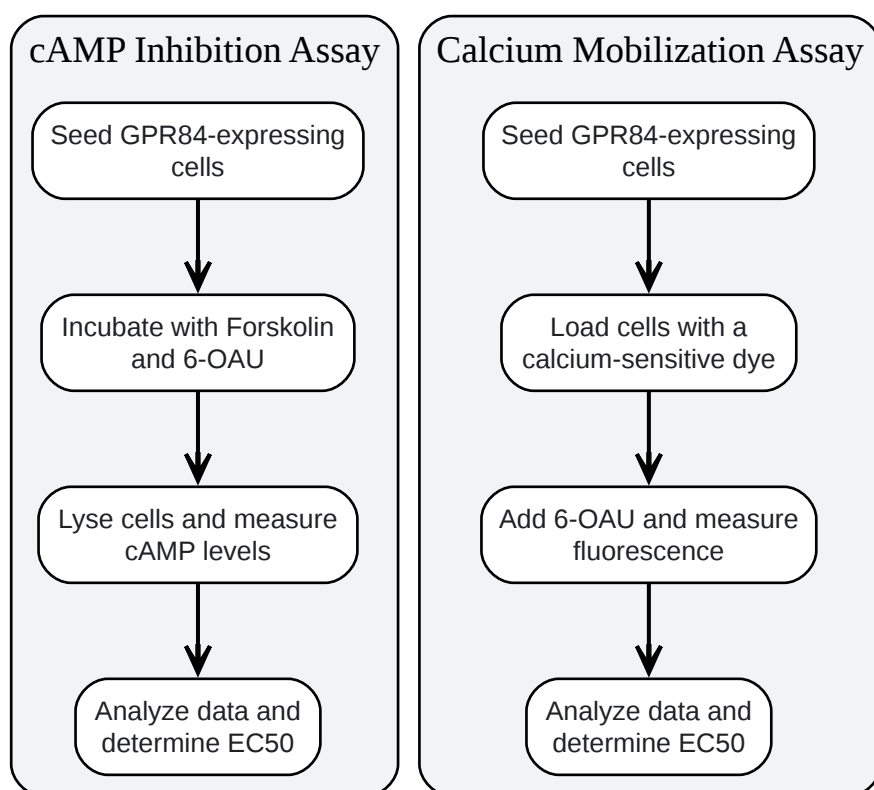 cAMP Inhibition Assay
Seed GPR84-expressing
cells
Incubate with Forskolin
and 6-OAU
Lyse cells and measure
cAMP levels
Analyze data and
determine EC50
Calcium Mobilization Assay
Seed GPR84-expressing
cells
Load cells with a
calcium-sensitive dye
Add 6-OAU and measure
fluorescence
Analyze data and
determine EC50